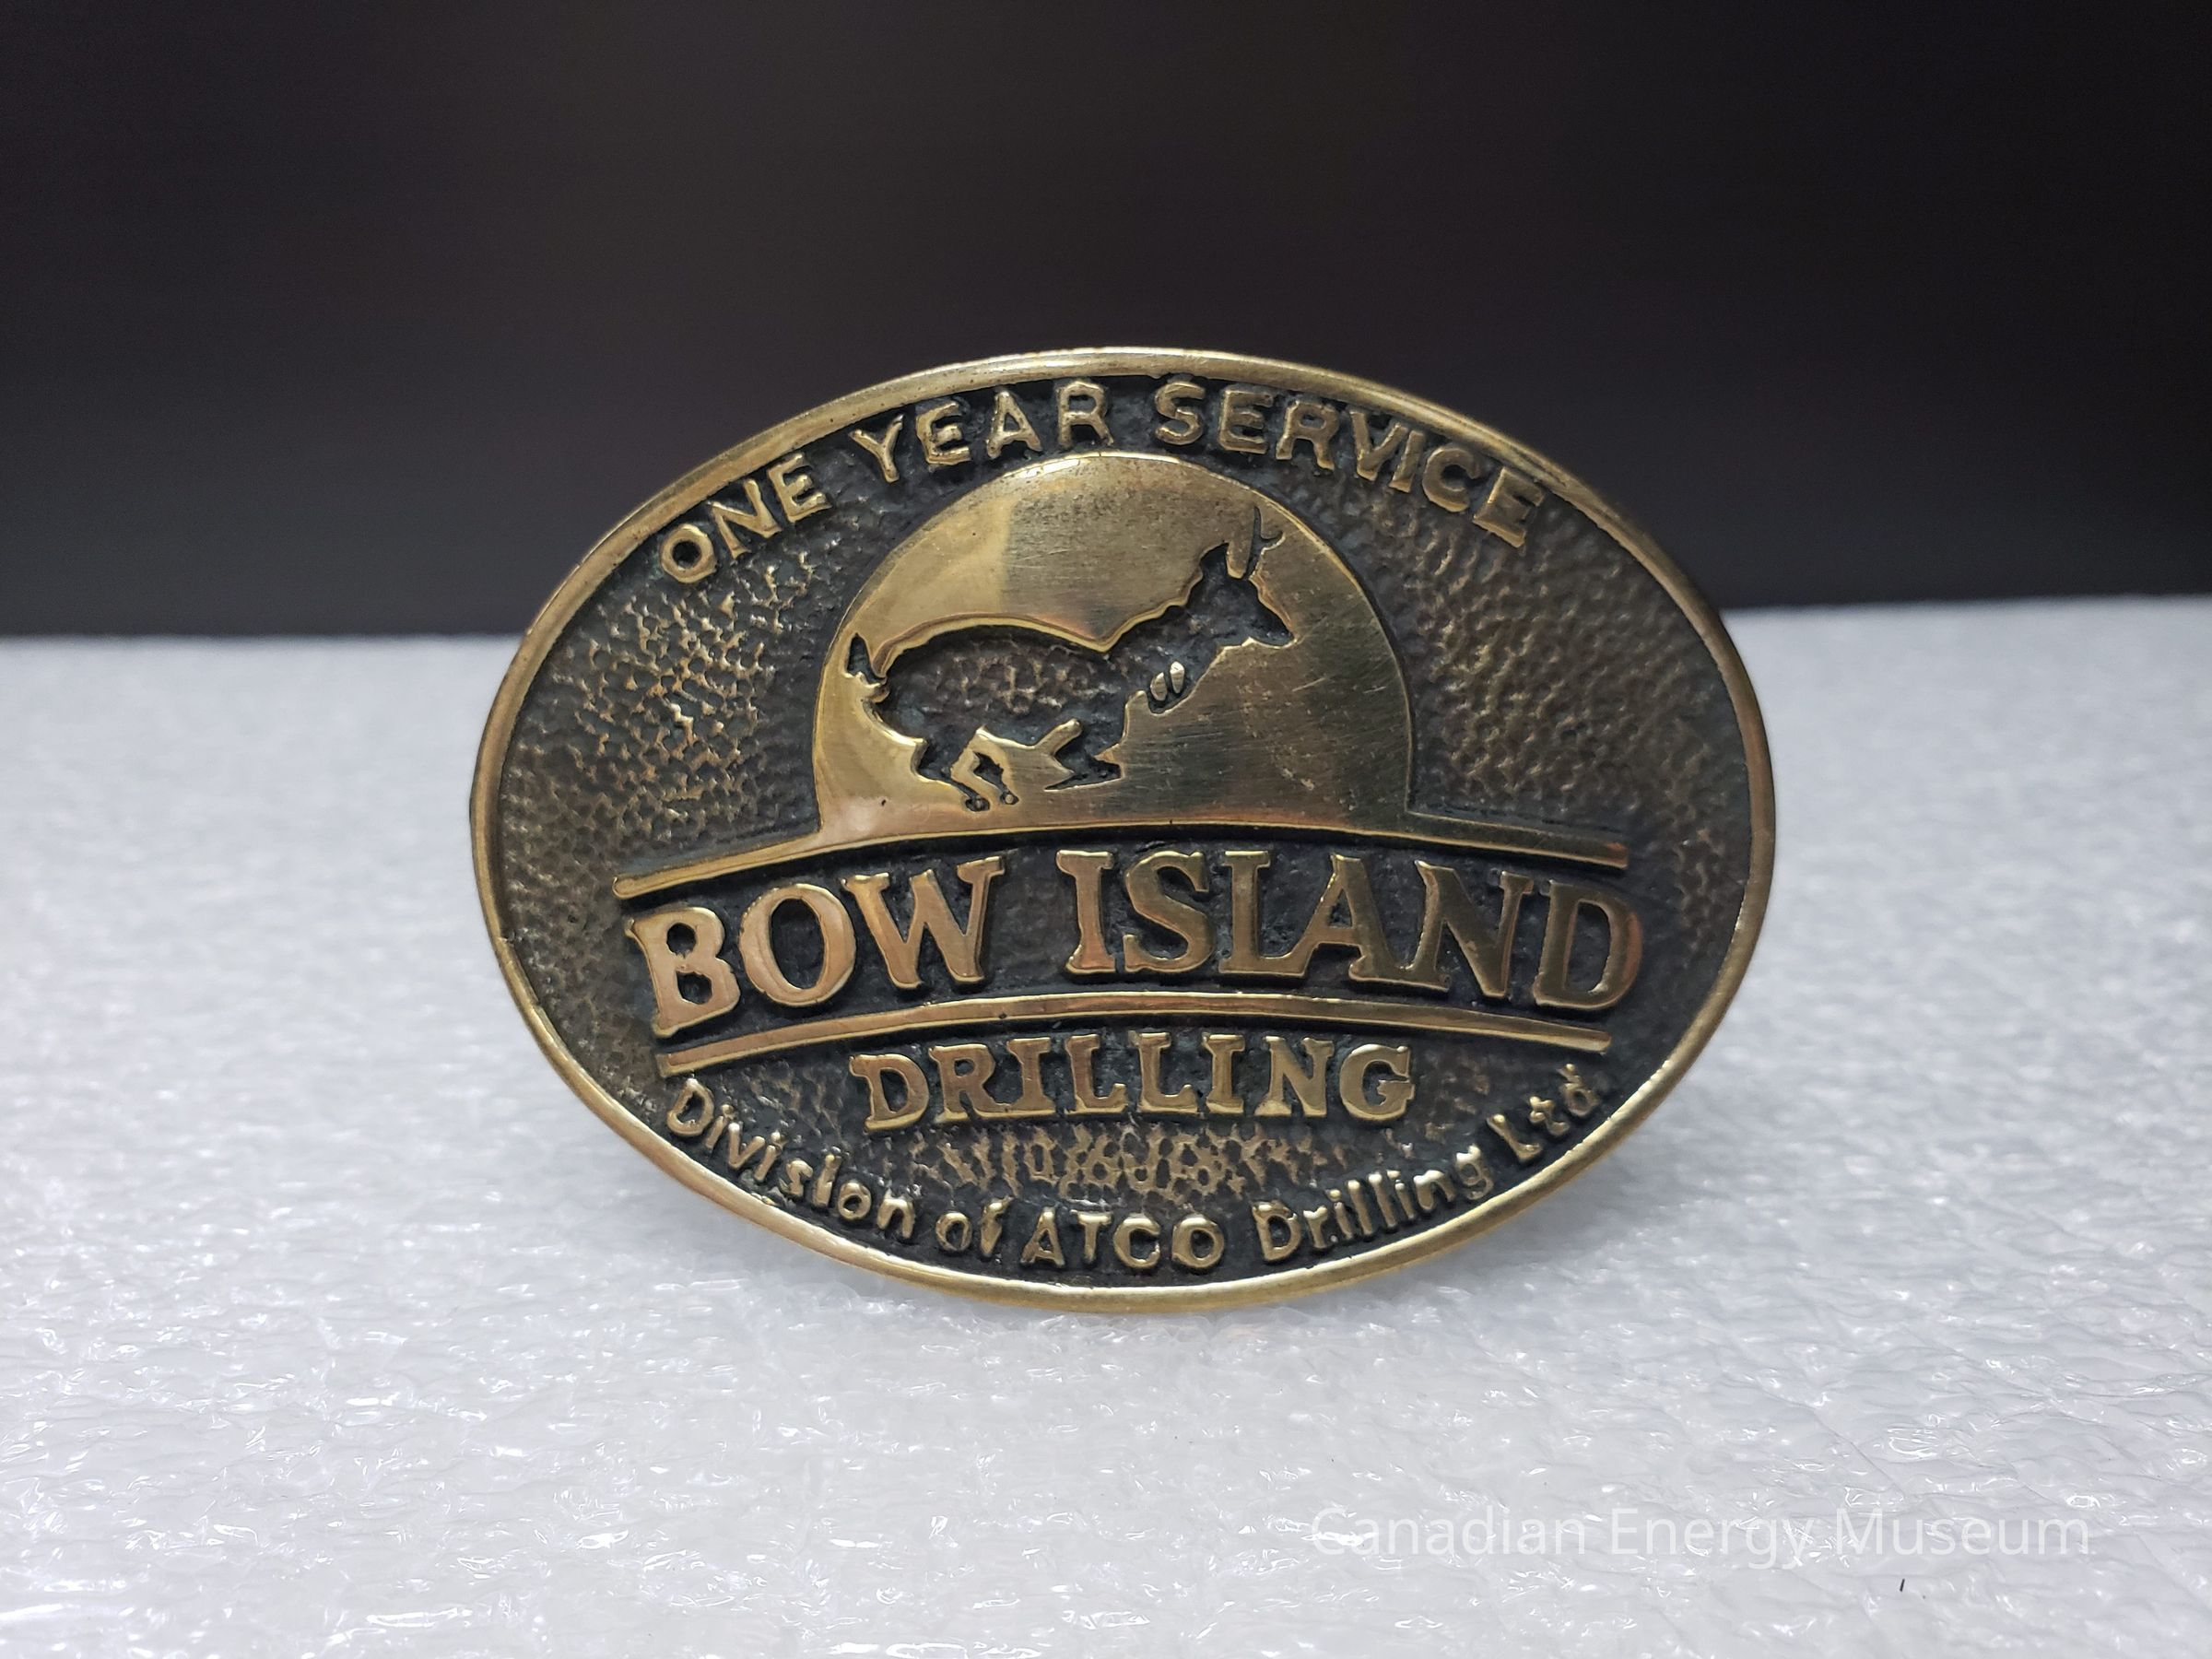 ONE YEAR SERVICE
BOW ISLAND
DRILLING
Division of ATCO Drilling Ltd.
Canadian Energy Museum